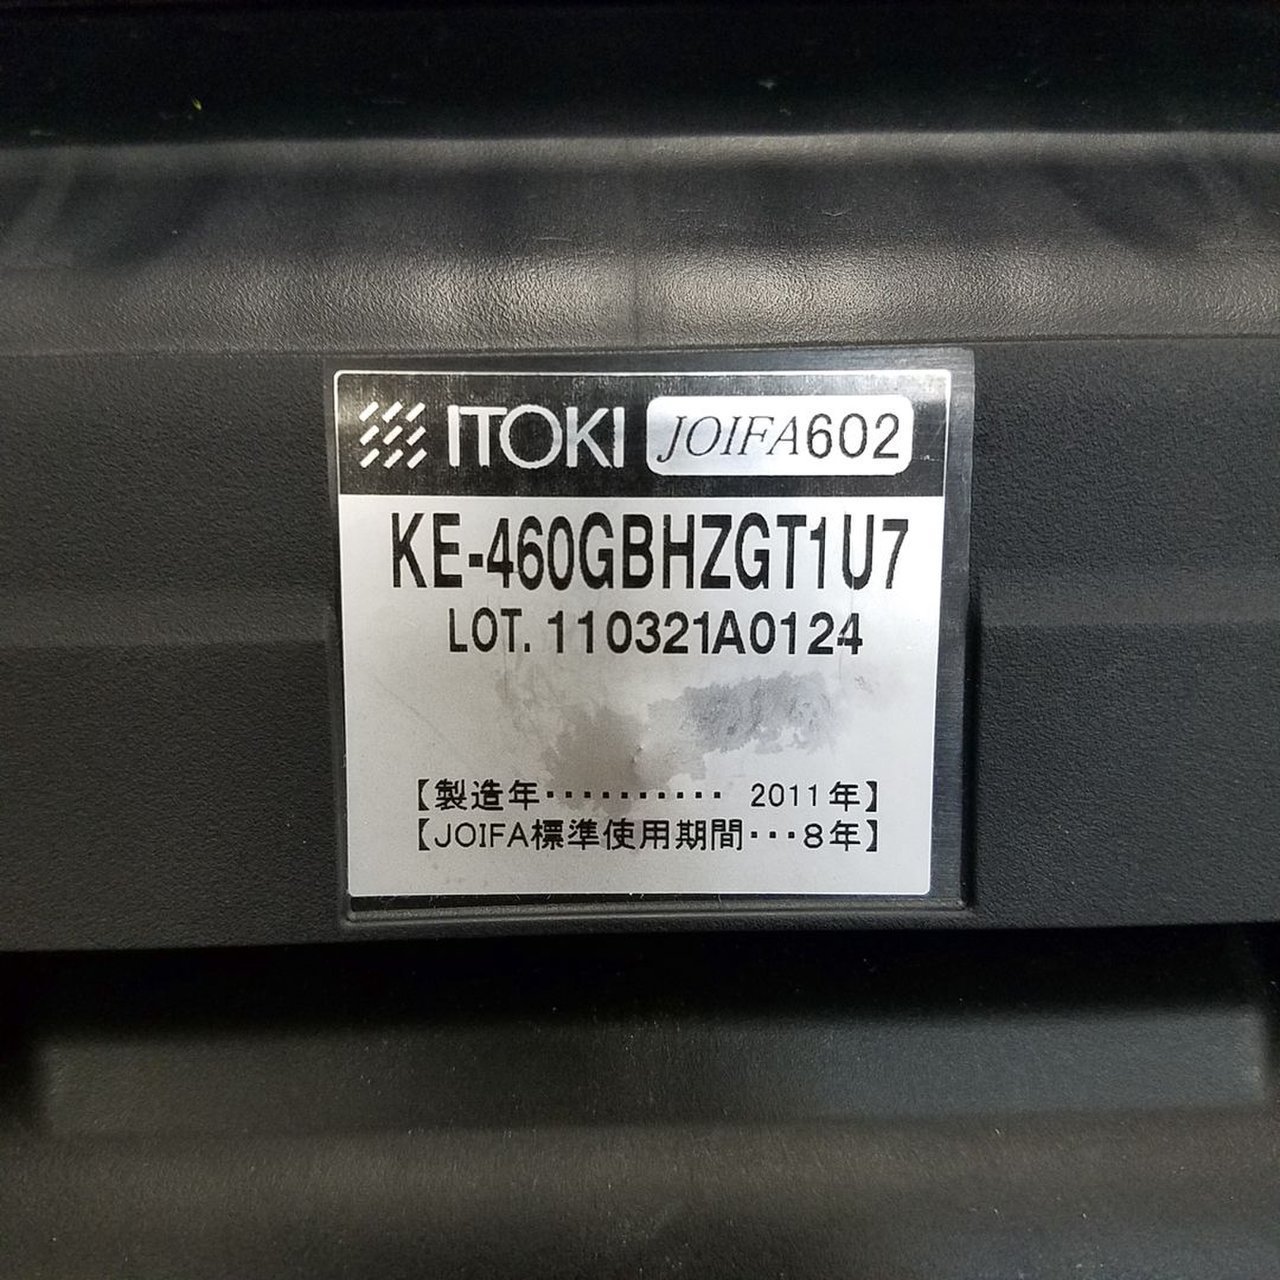 ITOKI JOIFA602
KE-460GBHZGT1U7
LOT. 110321A0124
【製造年・・・・・・・・・・ 2011年】
【JOIFA標準使用期間・・・8年】